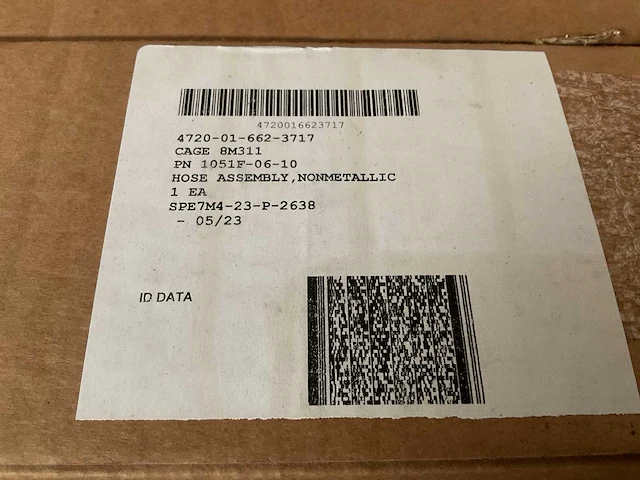 4720016623717
4720-01-662-3717
CAGE 8M311
PN 1051F-06-10
HOSE ASSEMBLY,NONMETALLIC
1 EA
SPE7M4-23-P-2638
- 05/23
ID DATA